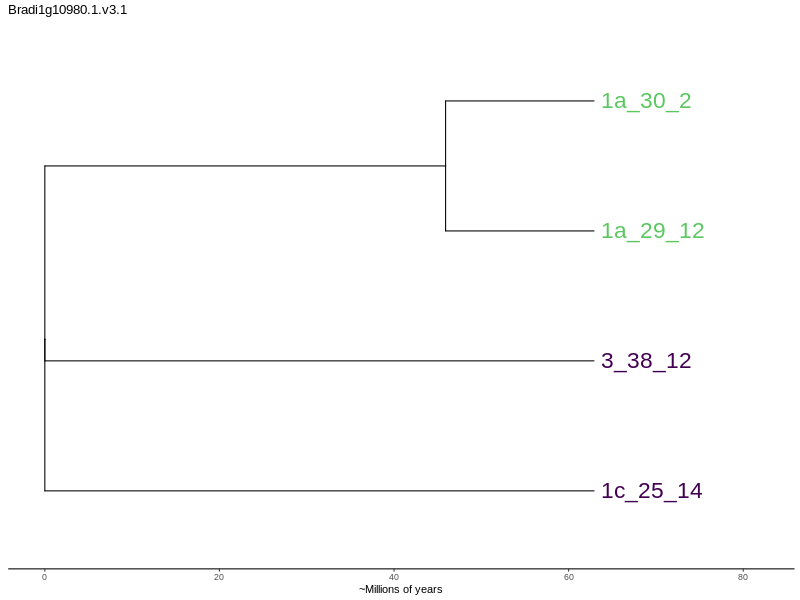 Bradi1g10980.1.v3.1
1a_30_2
1a_29_12
3_38_12
1c_25_14
0 20 40 60 80
~Millions of years